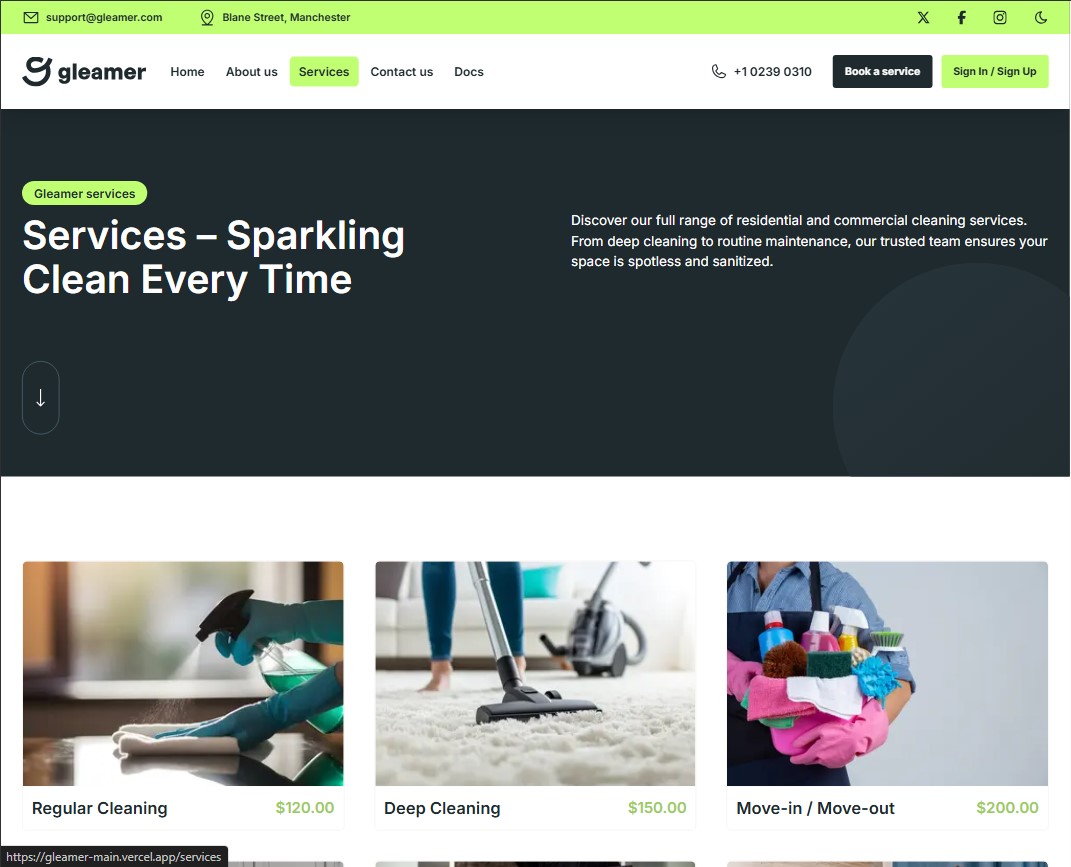 support@gleamer.com
Blane Street, Manchester
gleamer
Home
About us
Services
Contact us
Docs
+1 0239 0310
Book a service
Sign In / Sign Up
Gleamer services
Services – Sparkling
Clean Every Time
Discover our full range of residential and commercial cleaning services.
From deep cleaning to routine maintenance, our trusted team ensures your
space is spotless and sanitized.
Regular Cleaning
$120.00
Deep Cleaning
$150.00
Move-in / Move-out
$200.00
https://gleamer-main.vercel.app/services